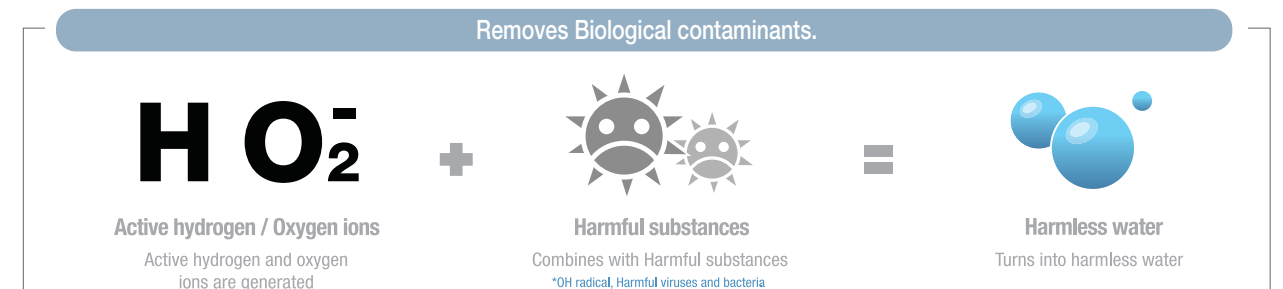 Removes Biological contaminants.
H O₂⁻
Active hydrogen / Oxygen ions
Active hydrogen and oxygen
ions are generated
+
Harmful substances
Combines with Harmful substances
*OH radical, Harmful viruses and bacteria
=
Harmless water
Turns into harmless water